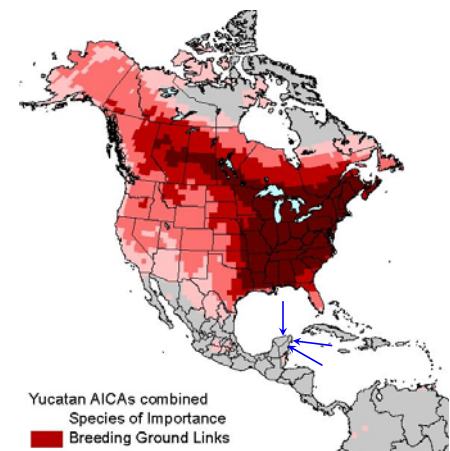 Yucatan AICAs combined
Species of Importance
Breeding Ground Links